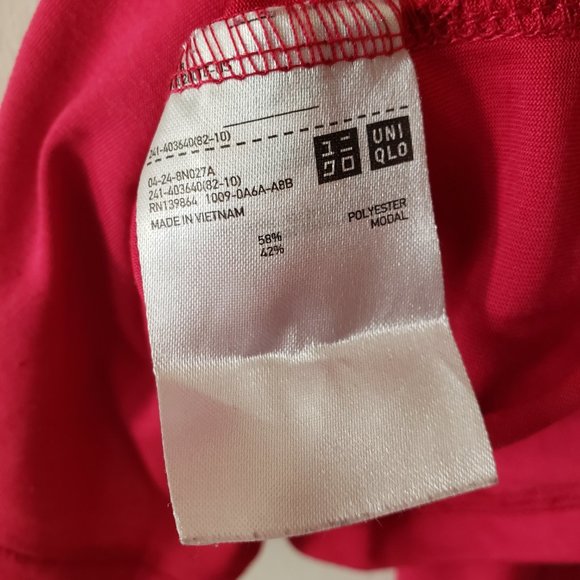 241-403640(82-10)
ユニ
クロ
UNI
QLO
04-24-8N027A
241-403640(82-10)
RN139864 1009-0A6A-A8B
MADE IN VIETNAM
58% POLYESTER
42% MODAL